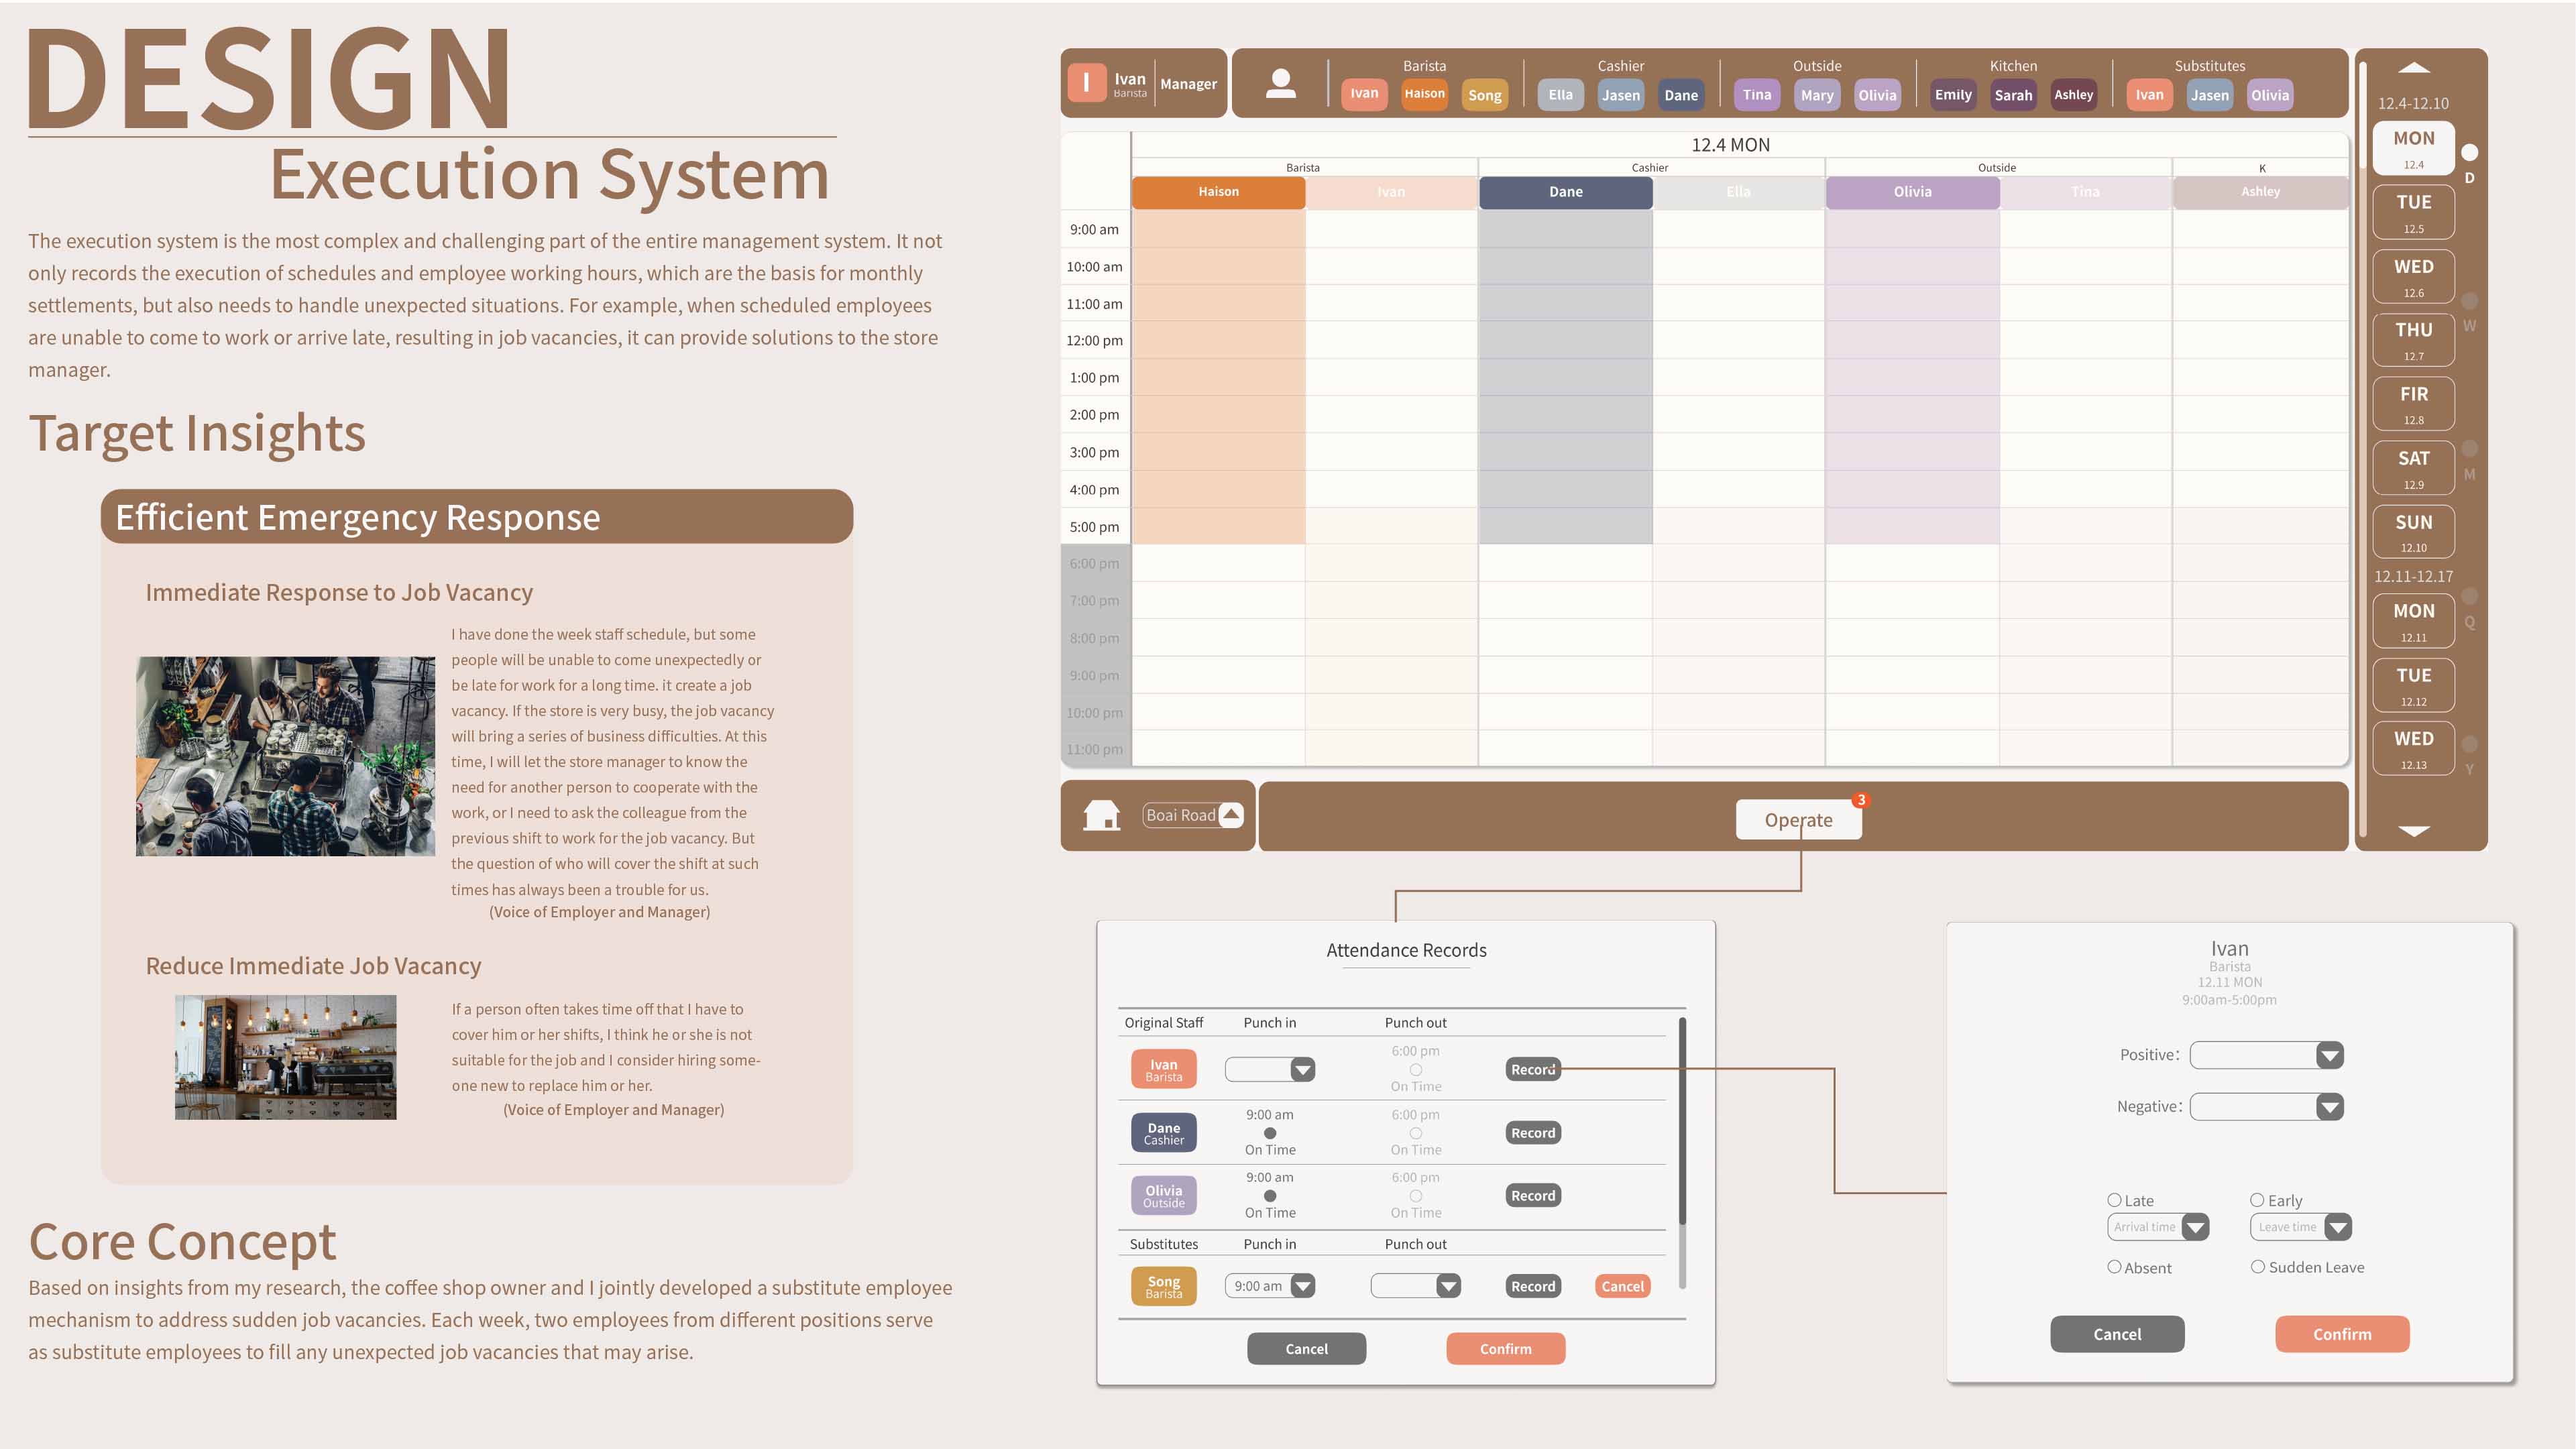 DESIGN
Execution System
The execution system is the most complex and challenging part of the entire management system. It not
only records the execution of schedules and employee working hours, which are the basis for monthly
settlements, but also needs to handle unexpected situations. For example, when scheduled employees
are unable to come to work or arrive late, resulting in job vacancies, it can provide solutions to the store
manager.
Target Insights
Efficient Emergency Response
Immediate Response to Job Vacancy
I have done the week staff schedule, but some
people will be unable to come unexpectedly or
be late for work for a long time. it create a job
vacancy. If the store is very busy, the job vacancy
will bring a series of business difficulties. At this
time, I will let the store manager to know the
need for another person to cooperate with the
work, or I need to ask the colleague from the
previous shift to work for the job vacancy. But
the question of who will cover the shift at such
times has always been a trouble for us.
(Voice of Employer and Manager)
Reduce Immediate Job Vacancy
If a person often takes time off that I have to
cover him or her shifts, I think he or she is not
suitable for the job and I consider hiring some-
one new to replace him or her.
(Voice of Employer and Manager)
Core Concept
Based on insights from my research, the coffee shop owner and I jointly developed a substitute employee
mechanism to address sudden job vacancies. Each week, two employees from different positions serve
as substitute employees to fill any unexpected job vacancies that may arise.
I Ivan Barista Manager
Barista Cashier Outside Kitchen Substitutes
Ivan Haison Song Ella Jasen Dane Tina Mary Olivia Emily Sarah Ashley Ivan Jasen Olivia
12.4 MON
Barista Cashier Outside K
Haison Ivan Dane Ella Olivia Tina Ashley
9:00 am
10:00 am
11:00 am
12:00 pm
1:00 pm
2:00 pm
3:00 pm
4:00 pm
5:00 pm
6:00 pm
7:00 pm
8:00 pm
9:00 pm
10:00 pm
11:00 pm
Boai Road
Operate 3
12.4-12.10
MON
12.4
D
TUE
12.5
WED
12.6
W
THU
12.7
FIR
12.8
SAT
12.9
M
SUN
12.10
12.11-12.17
MON
12.11
Q
TUE
12.12
WED
12.13
Y
Attendance Records
Original Staff Punch in Punch out
Ivan
Barista
6:00 pm
On Time
Record
Dane
Cashier
9:00 am
On Time
6:00 pm
On Time
Record
Olivia
Outside
9:00 am
On Time
6:00 pm
On Time
Record
Substitutes Punch in Punch out
Song
Barista
9:00 am
Record
Cancel
Cancel Confirm
Ivan
Barista
12.11 MON
9:00am-5:00pm
Positive:
Negative:
Late Early
Arrival time Leave time
Absent Sudden Leave
Cancel Confirm